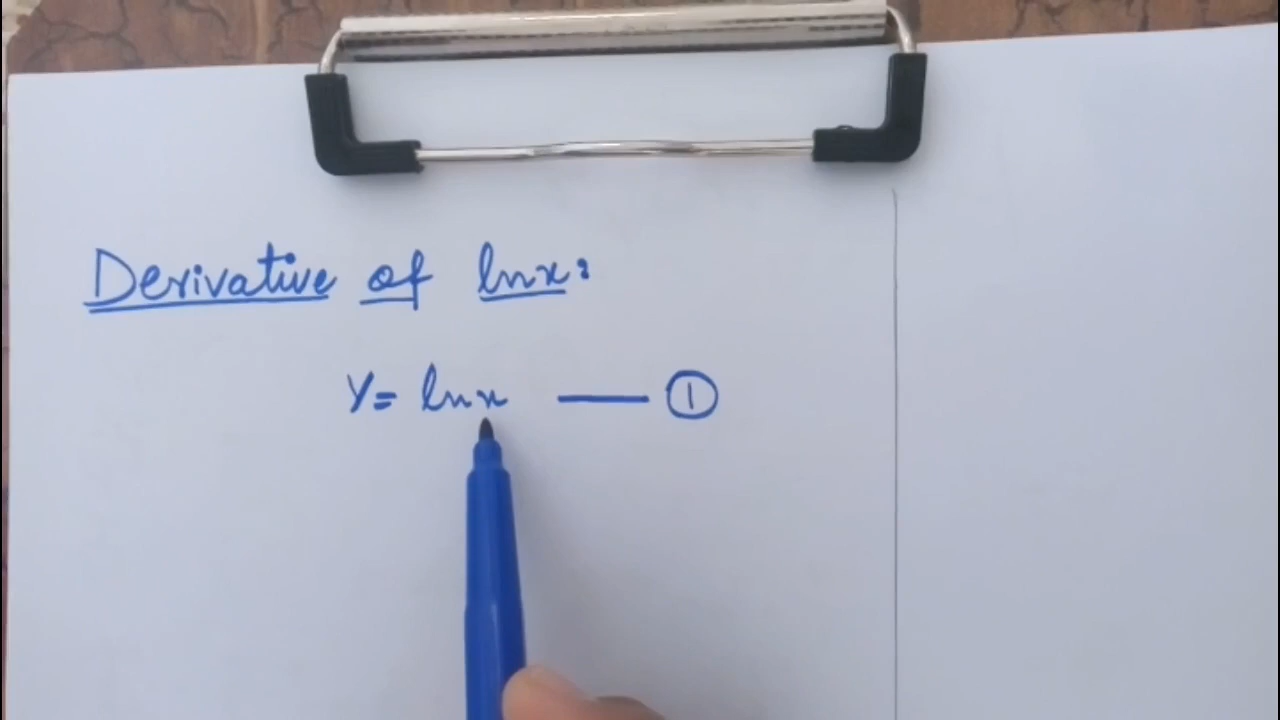 Derivative of lnx:
Y = lnx —— ①